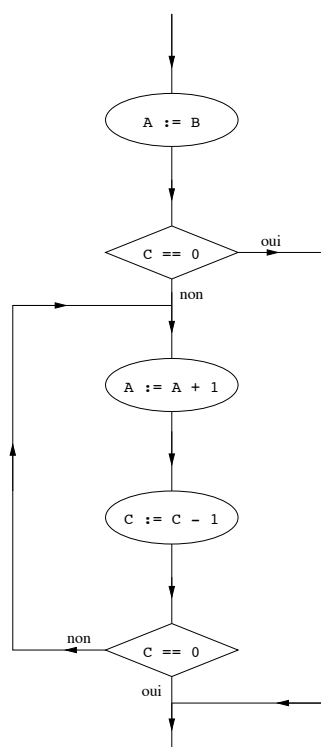 A := B
C == 0
oui
non
A := A + 1
C := C - 1
non
C == 0
oui